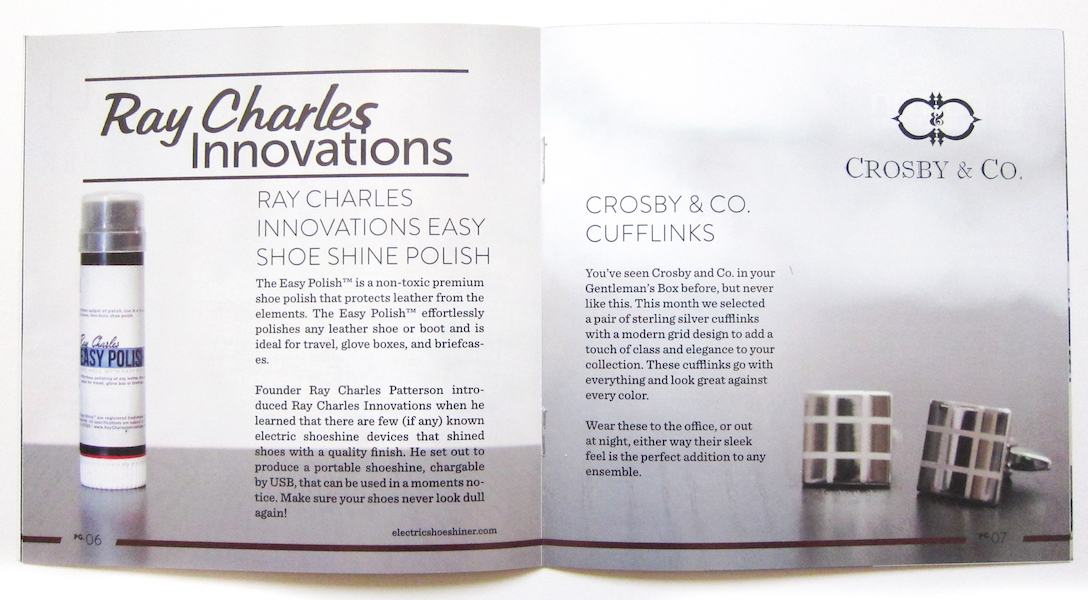 Ray Charles
Innovations
RAY CHARLES
INNOVATIONS EASY
SHOE SHINE POLISH
The Easy Polish™ is a non-toxic premium
shoe polish that protects leather from the
elements. The Easy Polish™ effortlessly
polishes any leather shoe or boot and is
ideal for travel, glove boxes, and briefcas-
es.
Founder Ray Charles Patterson intro-
duced Ray Charles Innovations when he
learned that there are few (if any) known
electric shoeshine devices that shined
shoes with a quality finish. He set out to
produce a portable shoeshine, chargable
by USB, that can be used in a moments no-
tice. Make sure your shoes never look dull
again!
electricshoeshiner.com
Ray Charles
EASY POLISH
PG.06
&
CROSBY & CO.
CROSBY & CO.
CUFFLINKS
You've seen Crosby and Co. in your
Gentleman's Box before, but never
like this. This month we selected
a pair of sterling silver cufflinks
with a modern grid design to add a
touch of class and elegance to your
collection. These cufflinks go with
everything and look great against
every color.
Wear these to the office, or out
at night, either way their sleek
feel is the perfect addition to any
ensemble.
PG.07